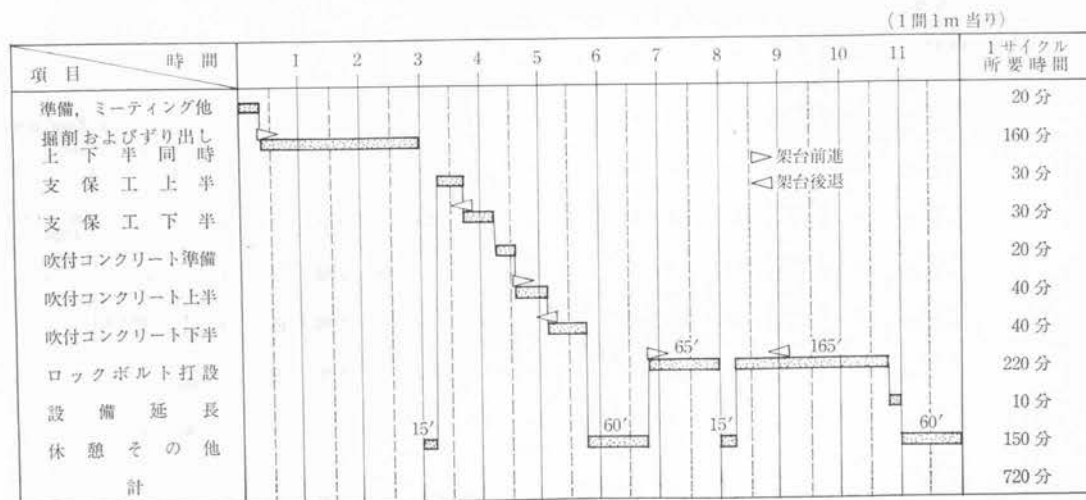 (1間1m当り)
時間
項目
1 2 3 4 5 6 7 8 9 10 11
1サイクル
所要時間
準備，ミーティング他 20分
掘削およびずり出し
上下半同時 160分
▷架台前進
◁架台後退
支保工上半 30分
支保工下半 30分
吹付コンクリート準備 20分
吹付コンクリート上半 40分
吹付コンクリート下半 40分
ロックボルト打設 65′ 165′ 220分
設備延長 10分
休憩その他 15′ 60′ 15′ 60′ 150分
計 720分